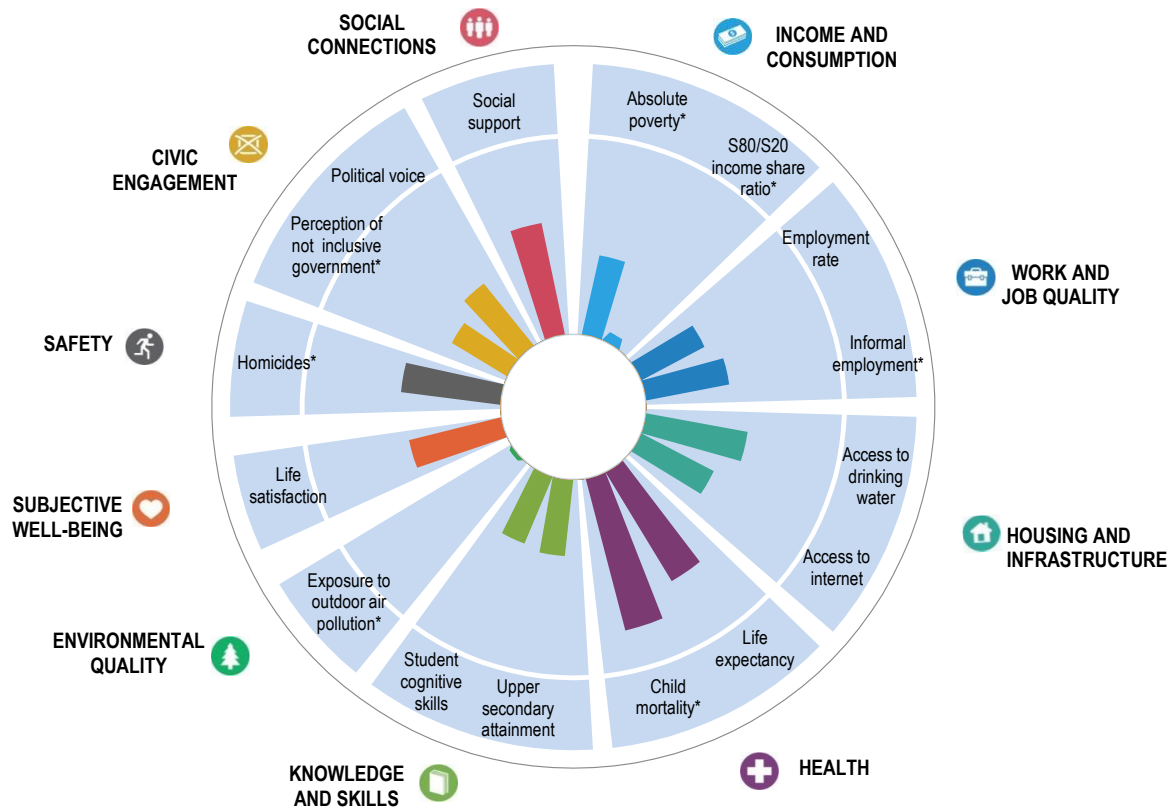 SOCIAL
CONNECTIONS
INCOME AND
CONSUMPTION
Social
support
Absolute
poverty*
S80/S20
income share
ratio*
CIVIC
ENGAGEMENT
Political voice
Perception of
not inclusive
government*
Employment
rate
Informal
employment*
WORK AND
JOB QUALITY
SAFETY
Homicides*
Life
satisfaction
SUBJECTIVE
WELL-BEING
Access to
drinking
water
Access to
internet
HOUSING AND
INFRASTRUCTURE
Exposure to
outdoor air
pollution*
ENVIRONMENTAL
QUALITY
Student
cognitive
skills
Upper
secondary
attainment
Child
mortality*
Life
expectancy
KNOWLEDGE
AND SKILLS
HEALTH